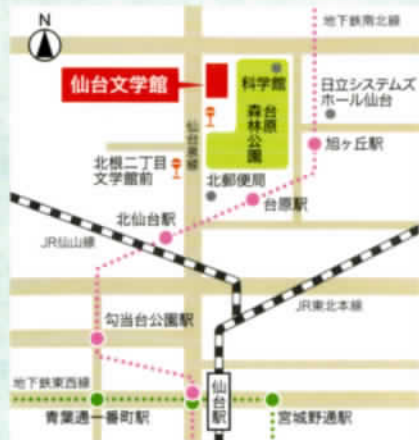 N
地下鉄南北線
仙台文学館
科学館
台原
森林公園
日立システムズ
ホール仙台
仙台泉線
旭ヶ丘駅
北根二丁目
文学館前
北郵便局
台原駅
北仙台駅
JR仙山線
JR東北本線
勾当台公園駅
地下鉄東西線
仙台駅
青葉通一番町駅
宮城野通駅